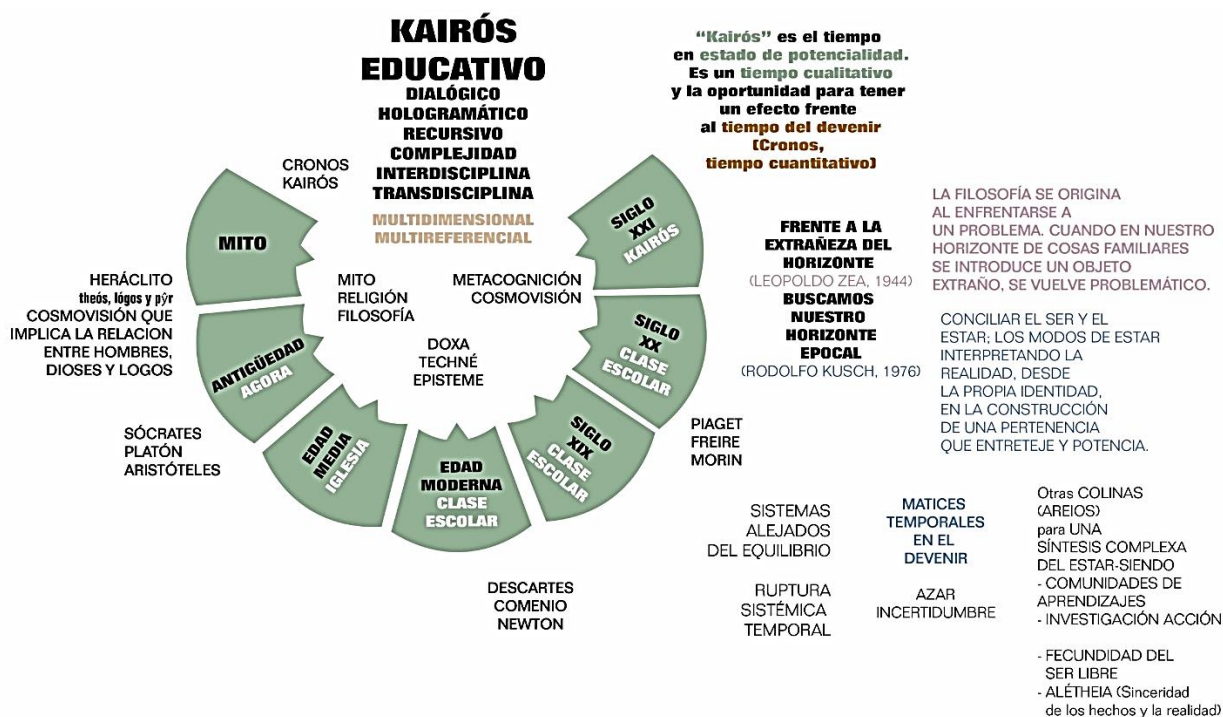 KAIRÓS
EDUCATIVO
DIALÓGICO
HOLOGRAMÁTICO
RECURSIVO
COMPLEJIDAD
INTERDISCIPLINA
TRANSDISCIPLINA
MULTIDIMENSIONAL
MULTIREFERENCIAL
“Kairós” es el tiempo
en estado de potencialidad.
Es un tiempo cualitativo
y la oportunidad para tener
un efecto frente
al tiempo del devenir
(Cronos,
tiempo cuantitativo)
CRONOS
KAIRÓS
MITO
HERÁCLITO
theós, lógos y pŷr
COSMOVISIÓN QUE
IMPLICA LA RELACION
ENTRE HOMBRES,
DIOSES Y LOGOS
ANTIGÜEDAD
AGORA
SÓCRATES
PLATÓN
ARISTÓTELES
EDAD
MEDIA
IGLESIA
EDAD
MODERNA
CLASE
ESCOLAR
DESCARTES
COMENIO
NEWTON
SIGLO
XIX
CLASE
ESCOLAR
SIGLO
XX
CLASE
ESCOLAR
PIAGET
FREIRE
MORIN
SIGLO
XXI
KAIRÓS
MITO
RELIGIÓN
FILOSOFÍA
DOXA
TECHNÉ
EPISTEME
METACOGNICIÓN
COSMOVISIÓN
FRENTE A LA
EXTRAÑEZA DEL
HORIZONTE
(LEOPOLDO ZEA, 1944)
BUSCAMOS
NUESTRO
HORIZONTE
EPOCAL
(RODOLFO KUSCH, 1976)
LA FILOSOFÍA SE ORIGINA
AL ENFRENTARSE A
UN PROBLEMA. CUANDO EN NUESTRO
HORIZONTE DE COSAS FAMILIARES
SE INTRODUCE UN OBJETO
EXTRAÑO, SE VUELVE PROBLEMÁTICO.
CONCILIAR EL SER Y EL
ESTAR; LOS MODOS DE ESTAR
INTERPRETANDO LA
REALIDAD, DESDE
LA PROPIA IDENTIDAD,
EN LA CONSTRUCCIÓN
DE UNA PERTENENCIA
QUE ENTRETEJE Y POTENCIA.
SISTEMAS
ALEJADOS
DEL EQUILIBRIO
RUPTURA
SISTÉMICA
TEMPORAL
MATICES
TEMPORALES
EN EL
DEVENIR
AZAR
INCERTIDUMBRE
Otras COLINAS
(AREIOS)
para UNA
SÍNTESIS COMPLEXA
DEL ESTAR-SIENDO
- COMUNIDADES DE
APRENDIZAJES
- INVESTIGACIÓN ACCIÓN
- FECUNDIDAD DEL
SER LIBRE
- ALÉTHEIA (Sinceridad
de los hechos y la realidad)